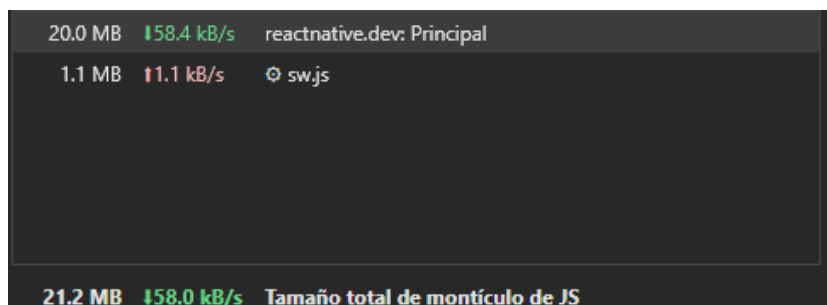 20.0 MB ⬇58.4 kB/s reactnative.dev: Principal
1.1 MB ⬆1.1 kB/s ⚙ sw.js
21.2 MB ⬇58.0 kB/s Tamaño total de montículo de JS